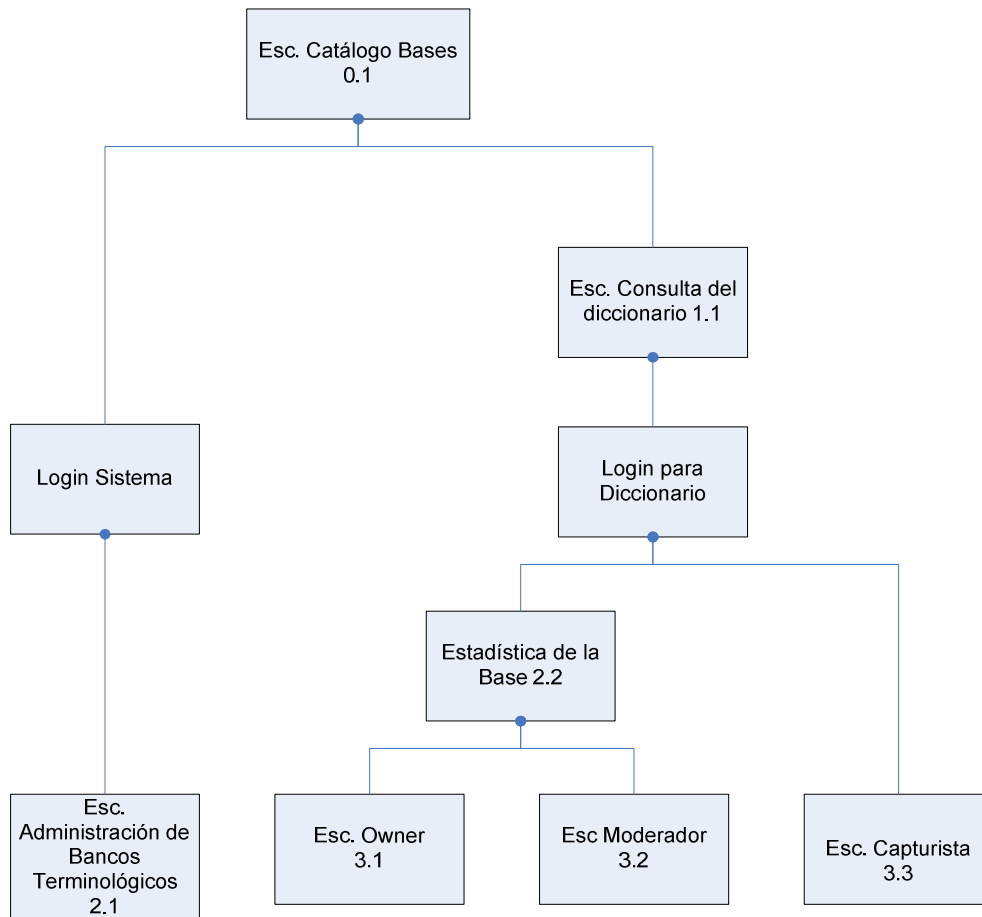 Esc. Catálogo Bases
0.1
Esc. Consulta del
diccionario 1.1
Login Sistema
Login para
Diccionario
Estadística de la
Base 2.2
Esc.
Administración de
Bancos
Terminológicos
2.1
Esc. Owner
3.1
Esc Moderador
3.2
Esc. Capturista
3.3